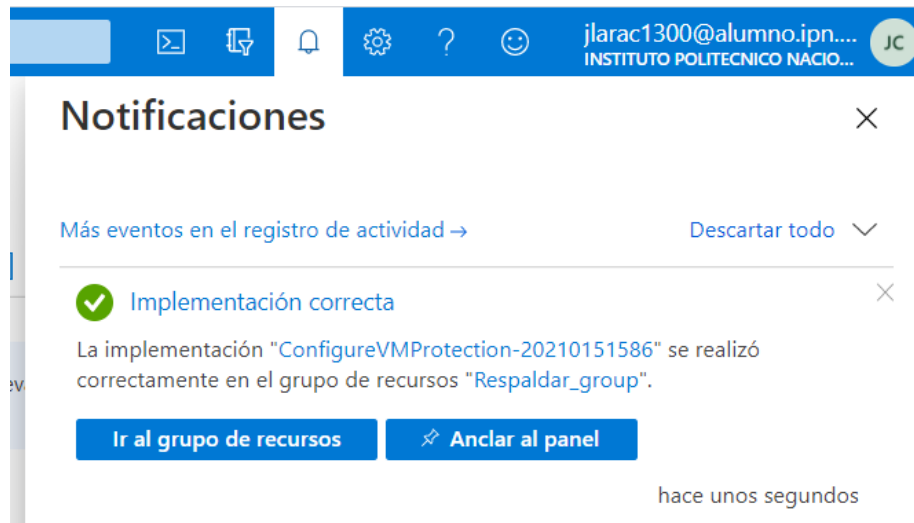 jlarac1300@alumno.ipn....
INSTITUTO POLITECNICO NACIO...
JC
Notificaciones
Más eventos en el registro de actividad →
Descartar todo
Implementación correcta
La implementación "ConfigureVMProtection-20210151586" se realizó
correctamente en el grupo de recursos "Respaldar_group".
Ir al grupo de recursos
Anclar al panel
hace unos segundos